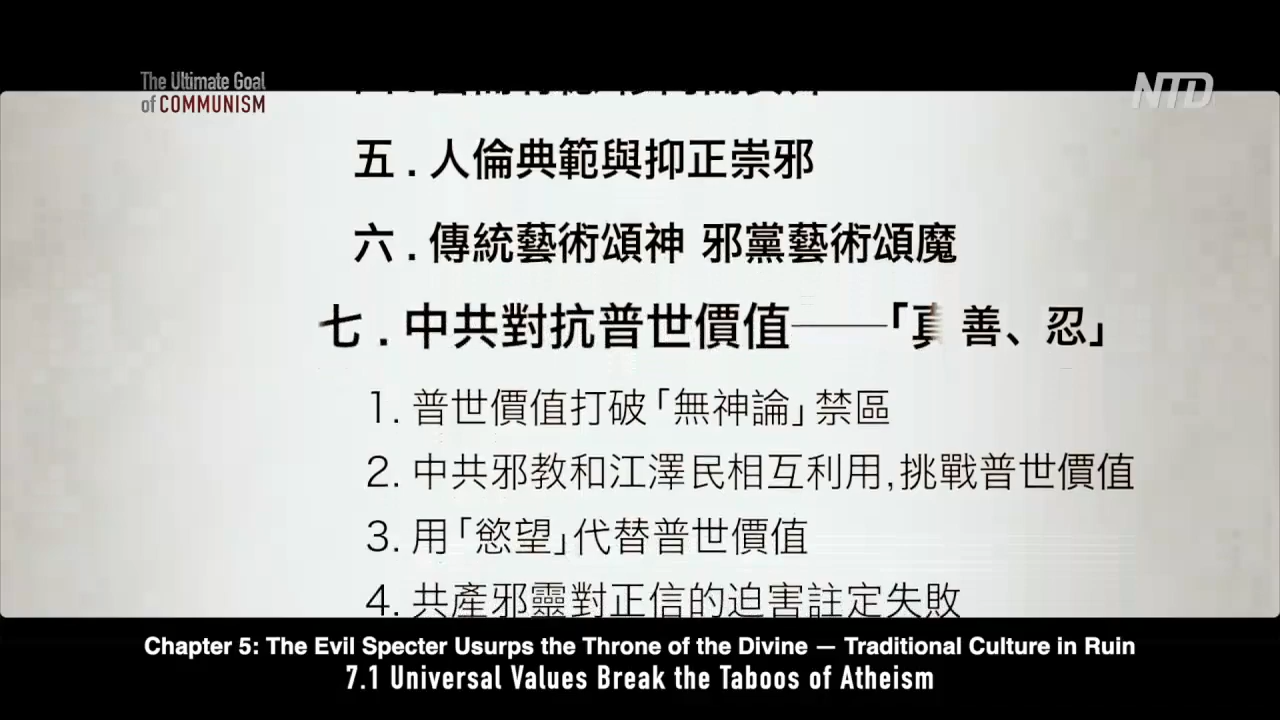 The Ultimate Goal
of COMMUNISM
NTD
五.人倫典範與抑正崇邪
六.傳統藝術頌神 邪黨藝術頌魔
七.中共對抗普世價值——「真 善、忍」
1. 普世價值打破「無神論」禁區
2. 中共邪教和江澤民相互利用,挑戰普世價值
3. 用「慾望」代替普世價值
4. 共產邪靈對正信的迫害註定失敗
Chapter 5: The Evil Specter Usurps the Throne of the Divine — Traditional Culture in Ruin
7.1 Universal Values Break the Taboos of Atheism